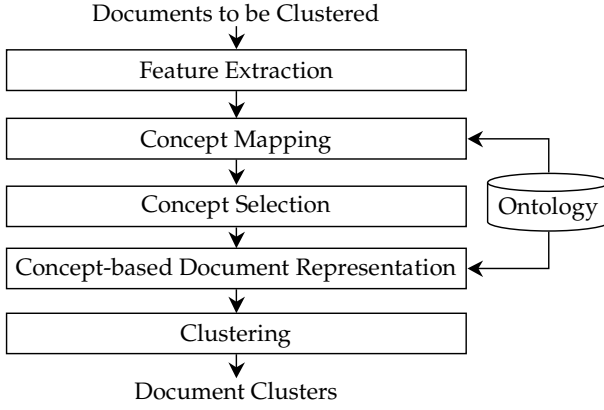 Documents to be Clustered
Feature Extraction
Concept Mapping
Concept Selection
Ontology
Concept-based Document Representation
Clustering
Document Clusters